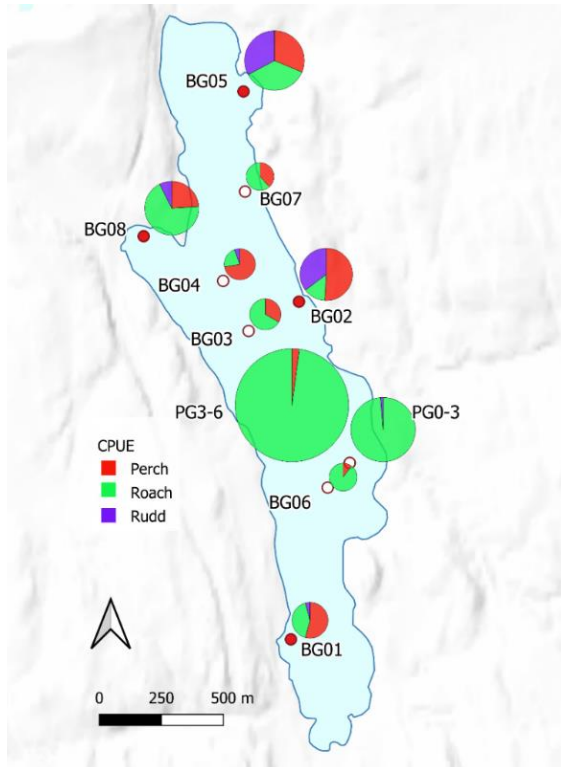 BG05
BG07
BG08
BG04
BG02
BG03
PG3-6
PG0-3
CPUE
Perch
Roach
Rudd
BG06
BG01
0 250 500 m